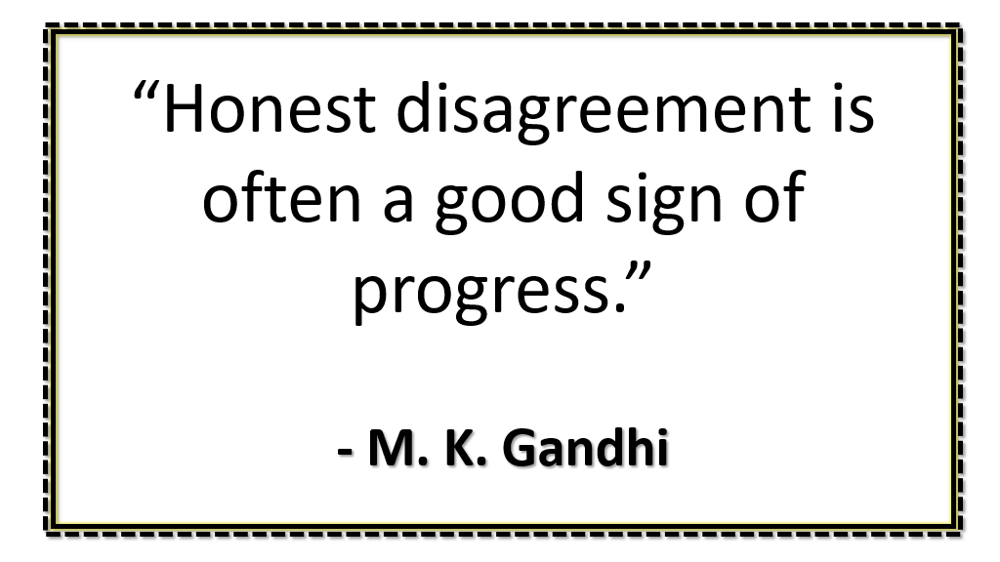 “Honest disagreement is
often a good sign of
progress.”
- M. K. Gandhi